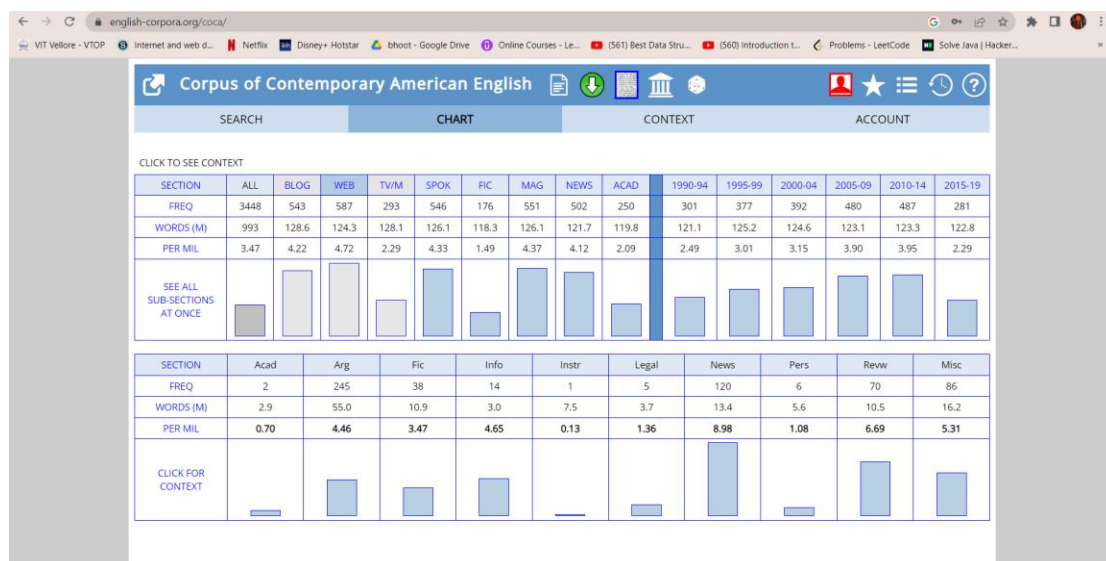 english-corpora.org/coca/
VIT Vellore - VTOP Internet and web d... Netflix Disney+ Hotstar bhoot - Google Drive Online Courses - Le... (561) Best Data Stru... (560) Introduction t... Problems - LeetCode Solve Java | Hacker... »
Corpus of Contemporary American English
SEARCH CHART CONTEXT ACCOUNT
CLICK TO SEE CONTEXT
SECTION ALL BLOG WEB TV/M SPOK FIC MAG NEWS ACAD 1990-94 1995-99 2000-04 2005-09 2010-14 2015-19
FREQ 3448 543 587 293 546 176 551 502 250 301 377 392 480 487 281
WORDS (M) 993 128.6 124.3 128.1 126.1 118.3 126.1 121.7 119.8 121.1 125.2 124.6 123.1 123.3 122.8
PER MIL 3.47 4.22 4.72 2.29 4.33 1.49 4.37 4.12 2.09 2.49 3.01 3.15 3.90 3.95 2.29
SEE ALL
SUB-SECTIONS
AT ONCE
SECTION Acad Arg Fic Info Instr Legal News Pers Revw Misc
FREQ 2 245 38 14 1 5 120 6 70 86
WORDS (M) 2.9 55.0 10.9 3.0 7.5 3.7 13.4 5.6 10.5 16.2
PER MIL 0.70 4.46 3.47 4.65 0.13 1.36 8.98 1.08 6.69 5.31
CLICK FOR
CONTEXT